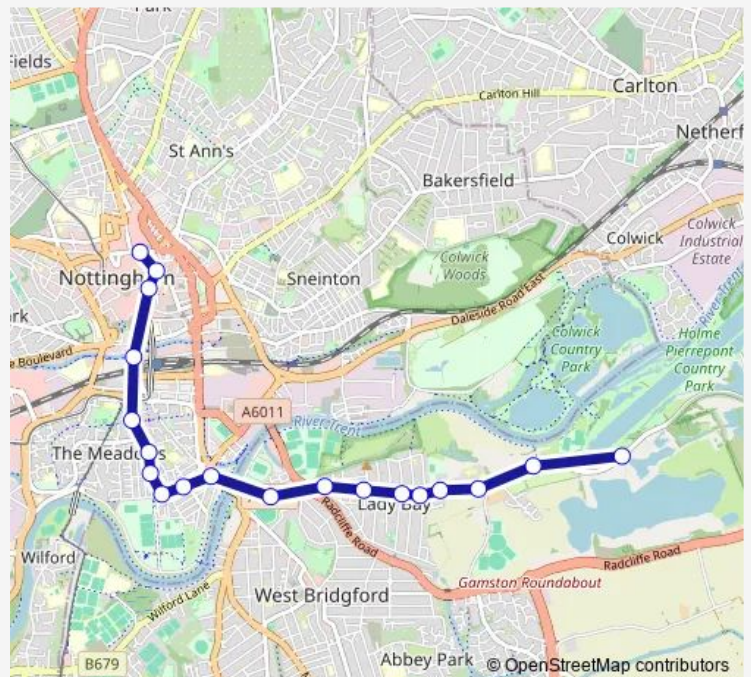 Park
Fields
Carlton
Carlton Hill
St Ann's
Netherf
Bakersfield
Colwick
Colwick
Industrial
Estate
Nottingham
Sneinton
Colwick
Woods
River Trent
ark
Daleside Road East
e Boulevard
Colwick
Country
Park
Holme
Pierrepont
Country
Park
A6011
River Trent
The Meadows
Lady Bay
Radcliffe Road
Wilford
Radcliffe Road
Gamston Roundabout
Wilford Lane
West Bridgford
B679
Abbey Park
© OpenStreetMap contributors